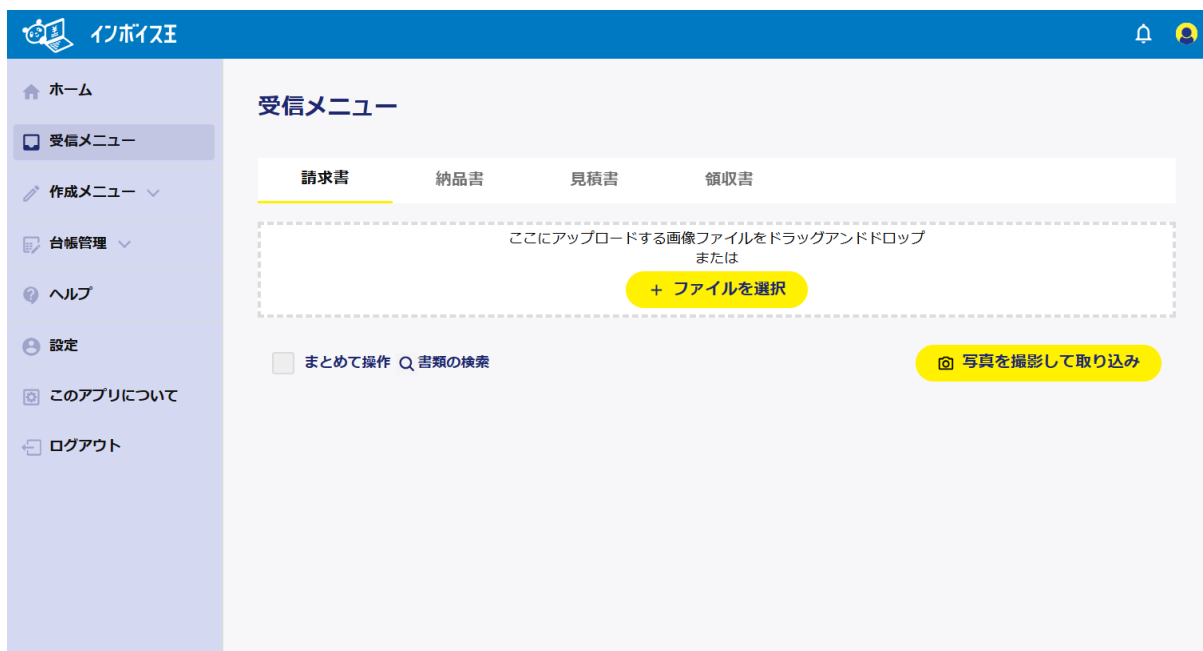 インボイス王
ホーム
受信メニュー
作成メニュー
台帳管理
ヘルプ
設定
このアプリについて
ログアウト
受信メニュー
請求書 納品書 見積書 領収書
ここにアップロードする画像ファイルをドラッグアンドドロップ
または
+ ファイルを選択
まとめて操作 書類の検索
写真を撮影して取り込み